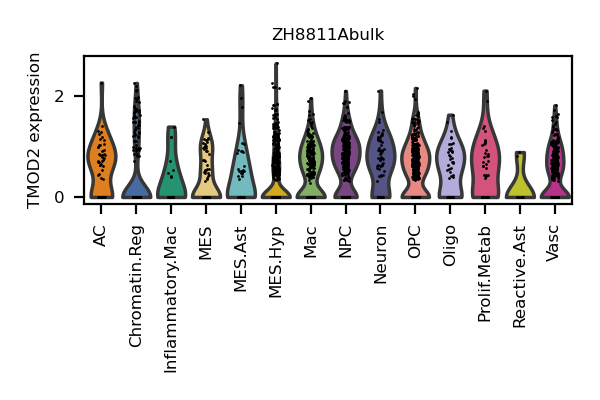 ZH8811Abulk
TMOD2 expression
2
0
AC
Chromatin.Reg
Inflammatory.Mac
MES
MES.Ast
MES.Hyp
Mac
NPC
Neuron
OPC
Oligo
Prolif.Metab
Reactive.Ast
Vasc